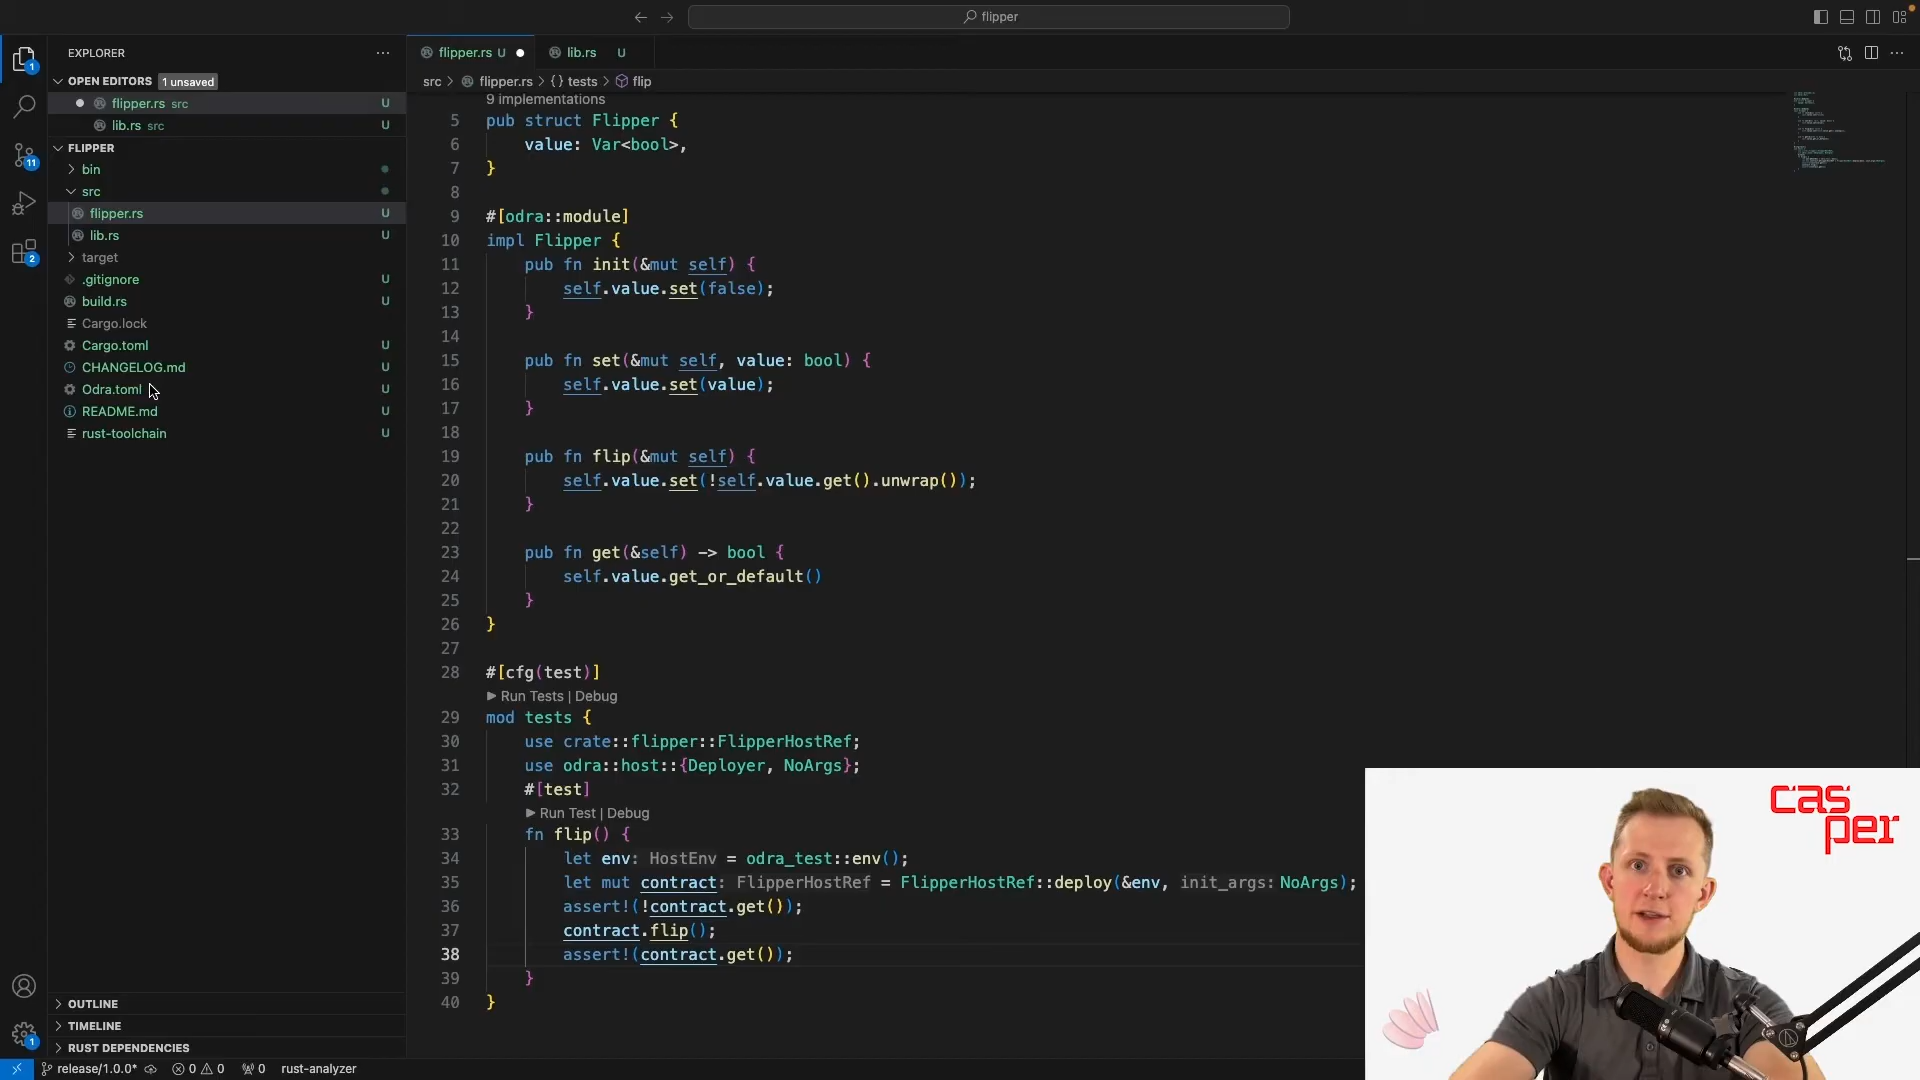 flipper
EXPLORER
OPEN EDITORS 1 unsaved
flipper.rs src U
lib.rs src U
FLIPPER
bin
src
flipper.rs U
lib.rs U
target
.gitignore U
build.rs U
Cargo.lock
Cargo.toml U
CHANGELOG.md U
Odra.toml U
README.md U
rust-toolchain U
OUTLINE
TIMELINE
RUST DEPENDENCIES
1
11
2
1
flipper.rs U
lib.rs U
src > flipper.rs > {} tests > flip
9 implementations
5 pub struct Flipper {
6 value: Var<bool>,
7 }
8
9 #[odra::module]
10 impl Flipper {
11 pub fn init(&mut self) {
12 self.value.set(false);
13 }
14
15 pub fn set(&mut self, value: bool) {
16 self.value.set(value);
17 }
18
19 pub fn flip(&mut self) {
20 self.value.set(!self.value.get().unwrap());
21 }
22
23 pub fn get(&self) -> bool {
24 self.value.get_or_default()
25 }
26 }
27
28 #[cfg(test)]
Run Tests | Debug
29 mod tests {
30 use crate::flipper::FlipperHostRef;
31 use odra::host::{Deployer, NoArgs};
32 #[test]
Run Test | Debug
33 fn flip() {
34 let env: HostEnv = odra_test::env();
35 let mut contract: FlipperHostRef = FlipperHostRef::deploy(&env, init_args: NoArgs);
36 assert!(!contract.get());
37 contract.flip();
38 assert!(contract.get());
39 }
40 }
casper
release/1.0.0* 0 0 0 rust-analyzer